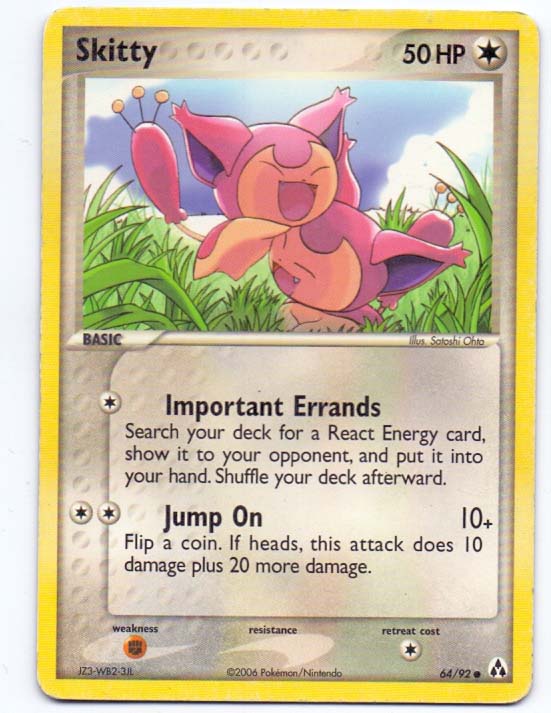 Skitty 50 HP
BASIC Illus. Satoshi Ohta
Important Errands
Search your deck for a React Energy card,
show it to your opponent, and put it into
your hand. Shuffle your deck afterward.
Jump On 10+
Flip a coin. If heads, this attack does 10
damage plus 20 more damage.
weakness resistance retreat cost
JZ3-WB2-3JL ©2006 Pokémon/Nintendo 64/92